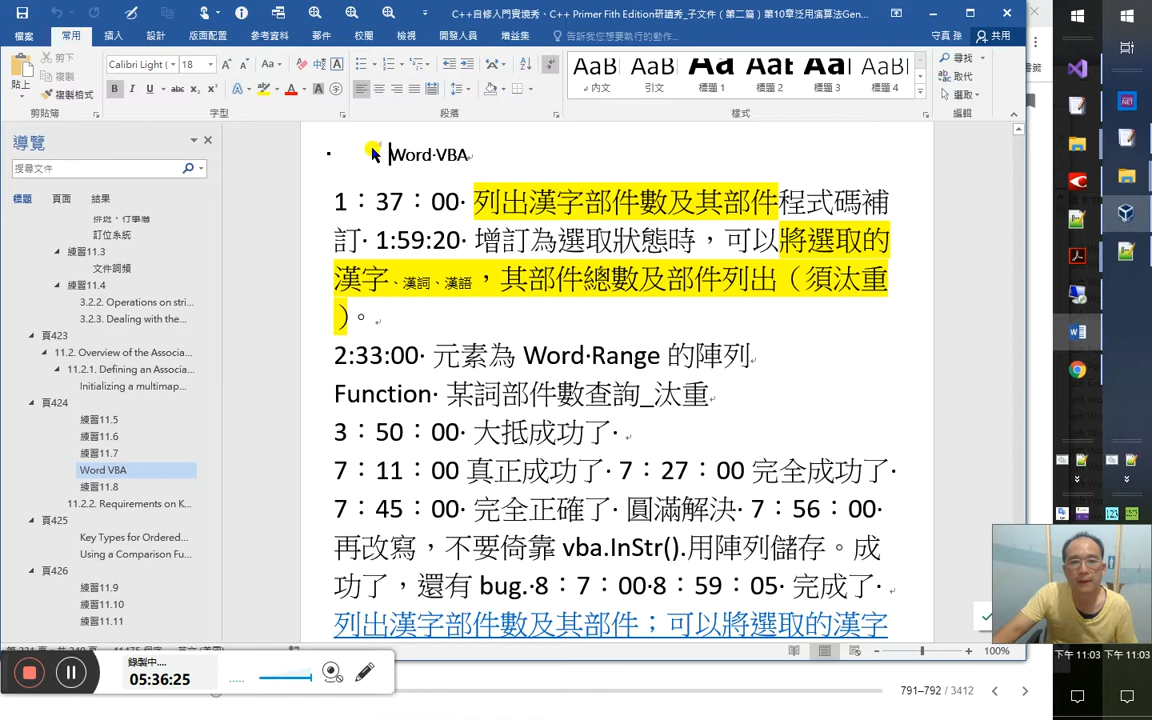 C++自修入門實境秀、C++ Primer Fith Edition研讀秀_子文件（第二篇）第10章泛用演算法Gen...
檔案 常用 插入 設計 版面配置 參考資料 郵件 校閱 檢視 開發人員 增益集 告訴我您想要執行的動作... 守真 孫 共用
貼上 剪下 複製 複製格式 剪貼簿
Calibri Light ( 18 字型
段落
AaB AaB AaB AaB AaB AaBb
內文 引文 標題 1 標題 2 標題 3 標題 4 樣式
尋找 取代 選取 編輯
導覽
搜尋文件
標題 頁面 結果
訂位系統
練習11.3
文件詞頻
練習11.4
3.2.2. Operations on stri...
3.2.3. Dealing with the...
頁423
11.2. Overview of the Associa...
11.2.1. Defining an Associa...
Initializing a multimap...
頁424
練習11.5
練習11.6
練習11.7
Word VBA
練習11.8
11.2.2. Requirements on K...
頁425
Key Types for Ordered...
Using a Comparison Fu...
頁426
練習11.9
練習11.10
練習11.11
Word·VBA
1：37：00· 列出漢字部件數及其部件程式碼補
訂· 1:59:20· 增訂為選取狀態時，可以將選取的
漢字、漢詞、漢語，其部件總數及部件列出（須汰重
）。
2:33:00· 元素為 Word·Range 的陣列
Function· 某詞部件數查詢_汰重
3：50：00· 大抵成功了·
7：11：00 真正成功了· 7：27：00 完全成功了·
7：45：00· 完全正確了· 圓滿解決· 7：56：00·
再改寫，不要倚靠 vba.InStr().用陣列儲存。成
功了，還有 bug.·8：7：00·8：59：05· 完成了·
列出漢字部件數及其部件；可以將選取的漢字
100%
錄製中....
05:36:25
791–792 / 3412
下午 11:03 下午 11:03